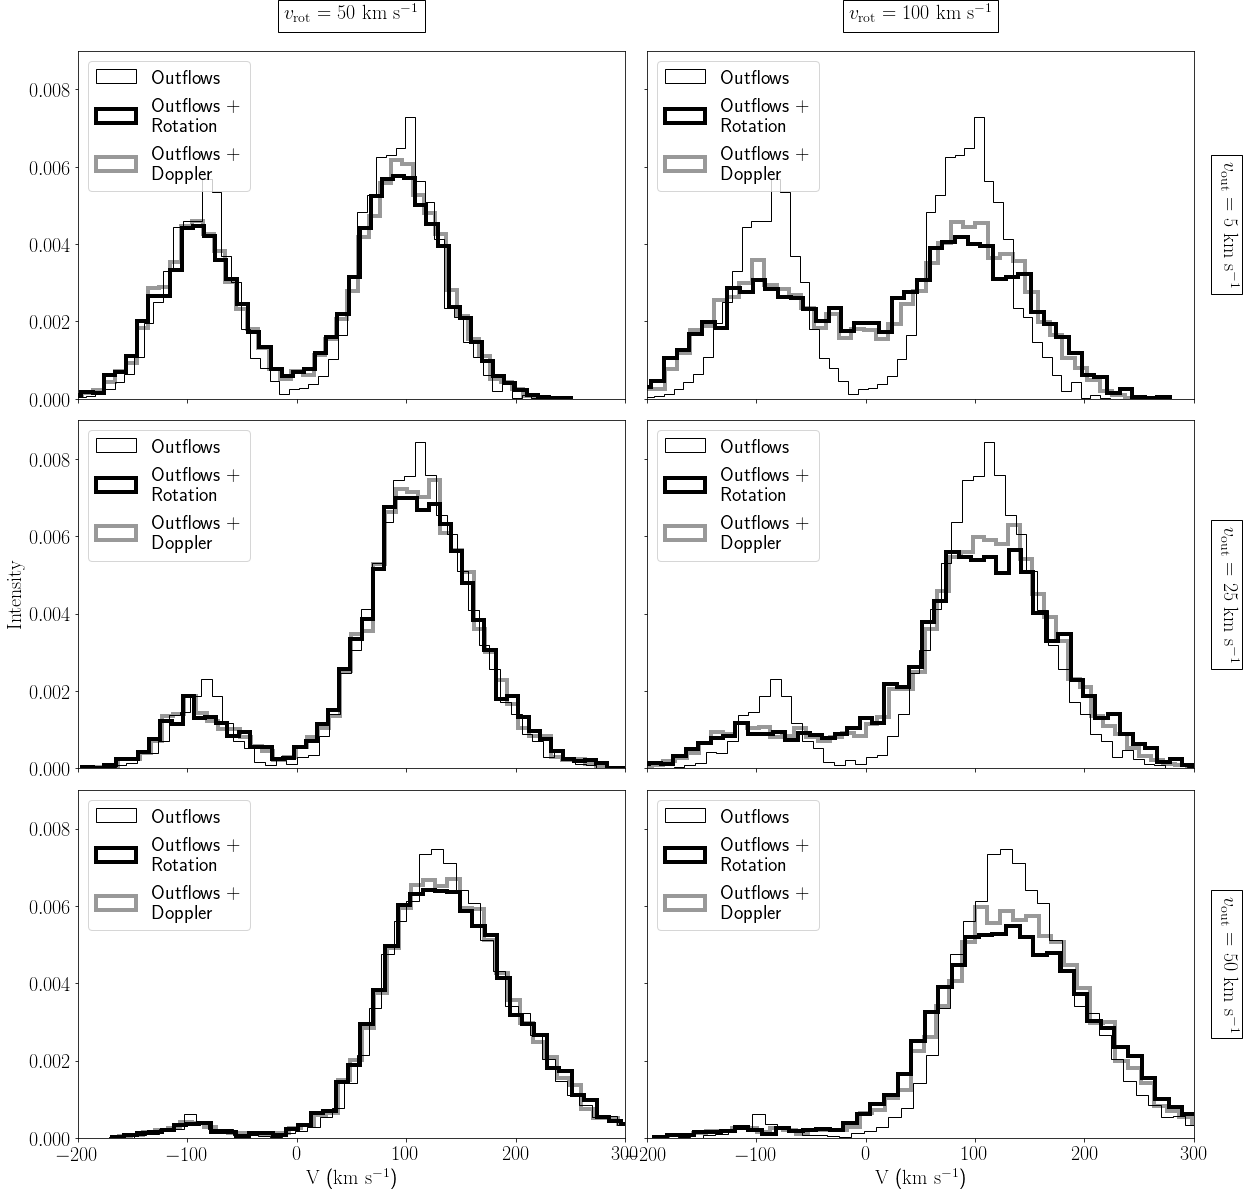 v_rot = 50 km s⁻¹
v_rot = 100 km s⁻¹
Outflows
Outflows +
Rotation
Outflows +
Doppler
0.008
0.006
0.004
0.002
0.000
Outflows
Outflows +
Rotation
Outflows +
Doppler
v_out = 5 km s⁻¹
Outflows
Outflows +
Rotation
Outflows +
Doppler
0.008
0.006
0.004
0.002
0.000
Intensity
Outflows
Outflows +
Rotation
Outflows +
Doppler
v_out = 25 km s⁻¹
Outflows
Outflows +
Rotation
Outflows +
Doppler
0.008
0.006
0.004
0.002
0.000
−200 −100 0 100 200 300
V (km s⁻¹)
Outflows
Outflows +
Rotation
Outflows +
Doppler
−200 −100 0 100 200 300
V (km s⁻¹)
v_out = 50 km s⁻¹